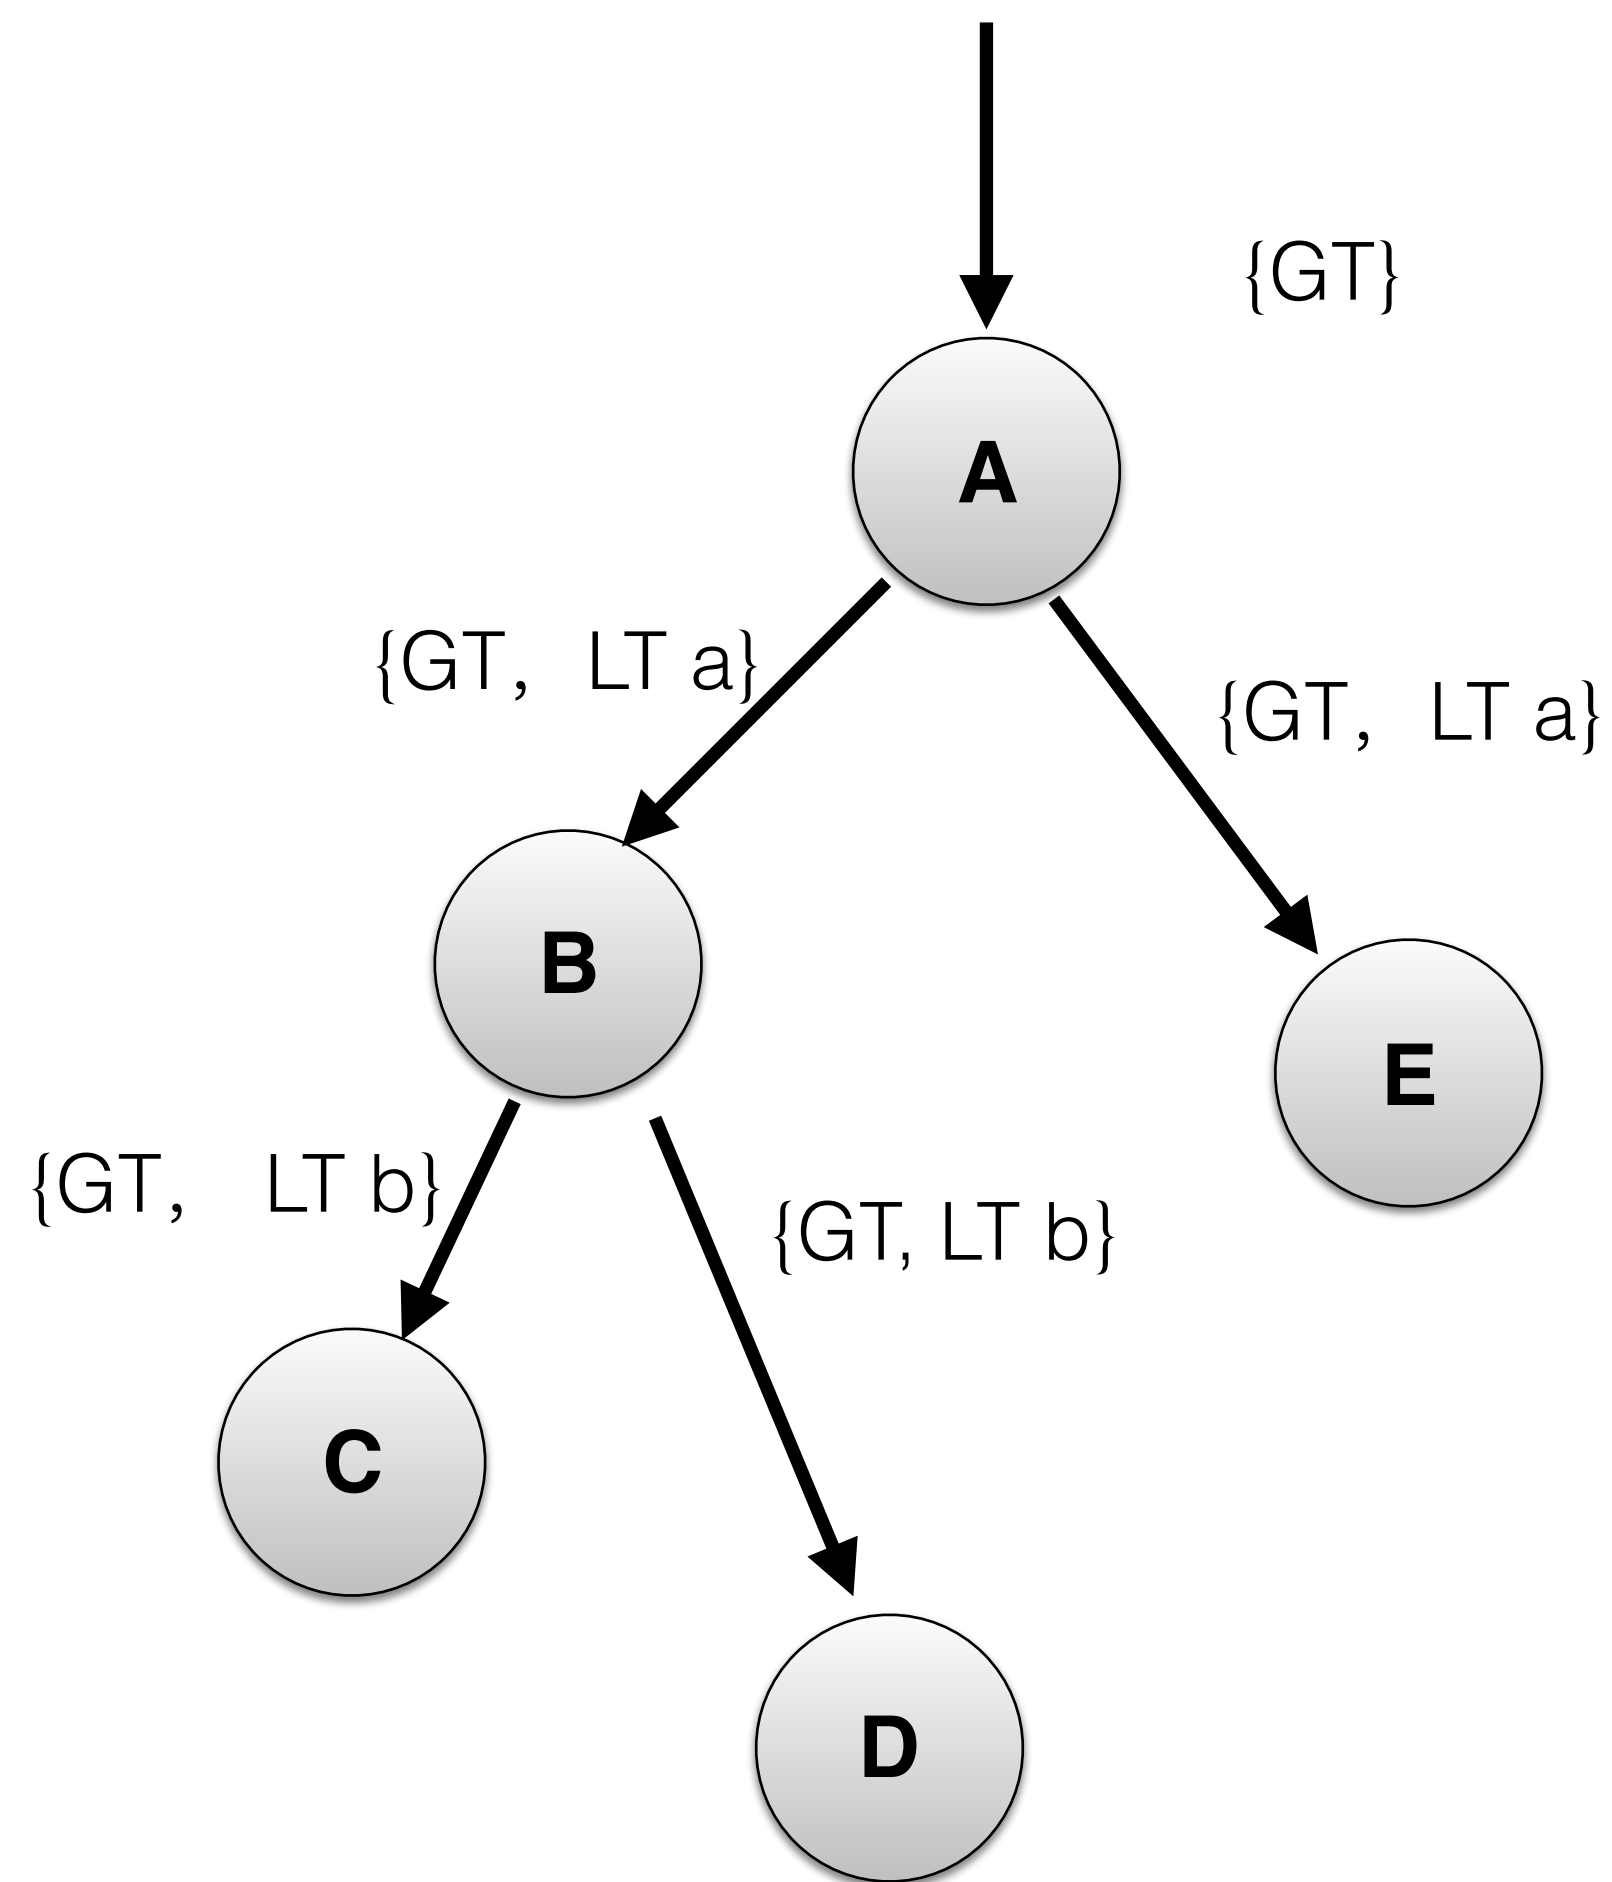 {GT}
A
{GT, LT a}
{GT, LT a}
B
E
{GT, LT b}
{GT, LT b}
C
D